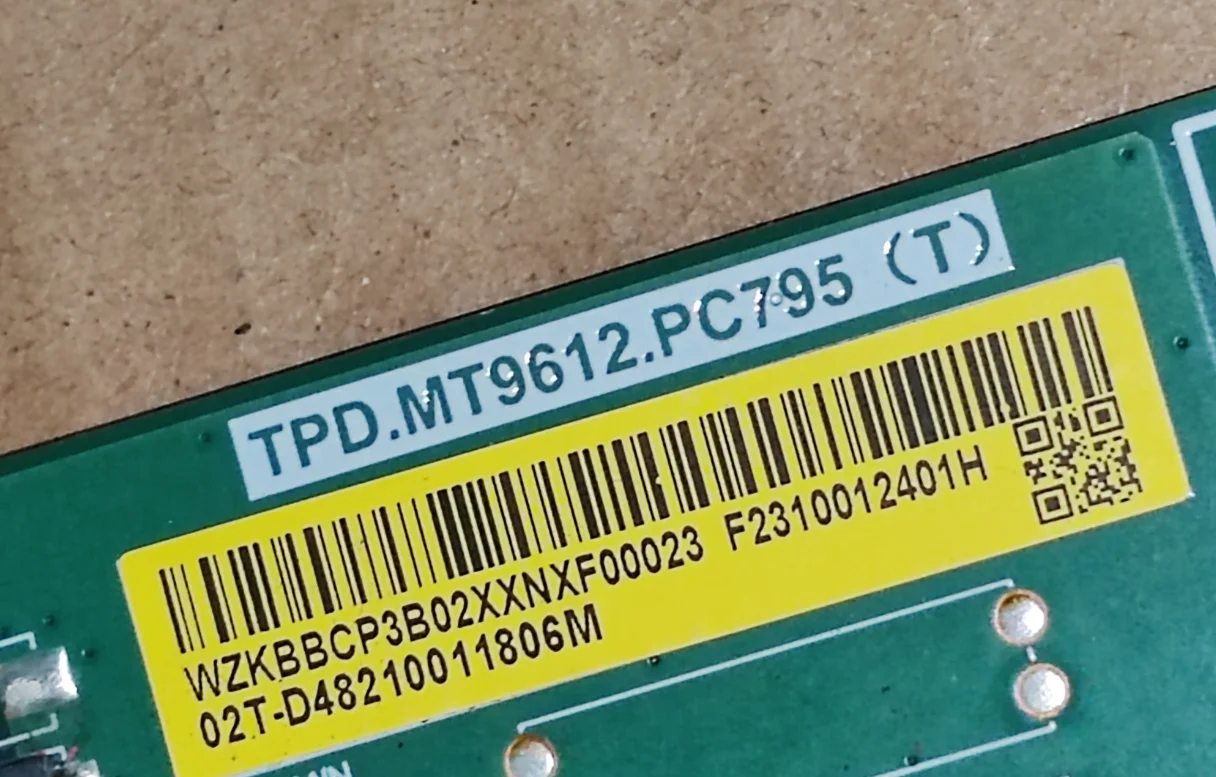 TPD.MT9612.PC795 (T)
WZKBBCP3B02XXNXF00023 F2310012401H
02T-D48210011806M